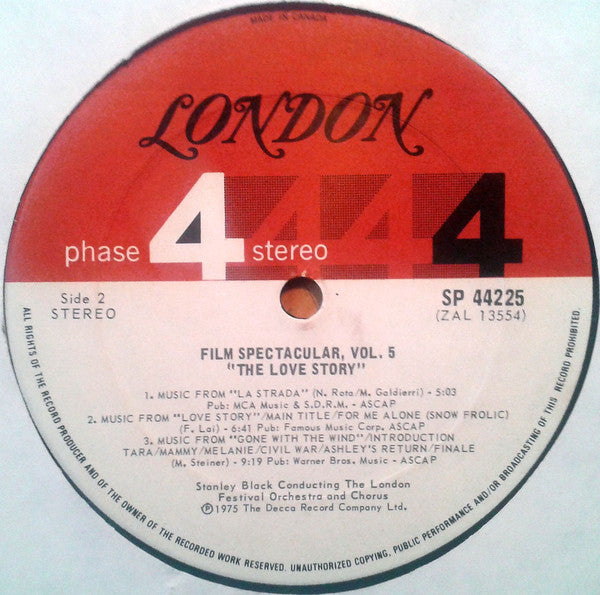 MADE IN CANADA
LONDON
phase 4 stereo 4 4 4
Side 2
STEREO
SP 44225
(ZAL 13554)
FILM SPECTACULAR, VOL. 5
"THE LOVE STORY"
1. MUSIC FROM "LA STRADA" (N. Rota/M. Galdierri) - 5:03
Pub: MCA Music & S.D.R.M. - ASCAP
2. MUSIC FROM "LOVE STORY"/MAIN TITLE/FOR ME ALONE (SNOW FROLIC)
(F. Lai) - 6:41 Pub: Famous Music Corp. ASCAP
3. MUSIC FROM "GONE WITH THE WIND"/INTRODUCTION
TARA/MAMMY/MELANIE/CIVIL WAR/ASHLEY'S RETURN/FINALE
(M. Steiner) - 9:19 Pub: Warner Bros. Music - ASCAP
Stanley Black Conducting The London
Festival Orchestra and Chorus
Ⓟ1975 The Decca Record Company Ltd.
ALL RIGHTS OF THE RECORD PRODUCER AND OF THE OWNER OF THE RECORDED WORK RESERVED. UNAUTHORIZED COPYING, PUBLIC PERFORMANCE AND/OR BROADCASTING OF THIS RECORD PROHIBITED.